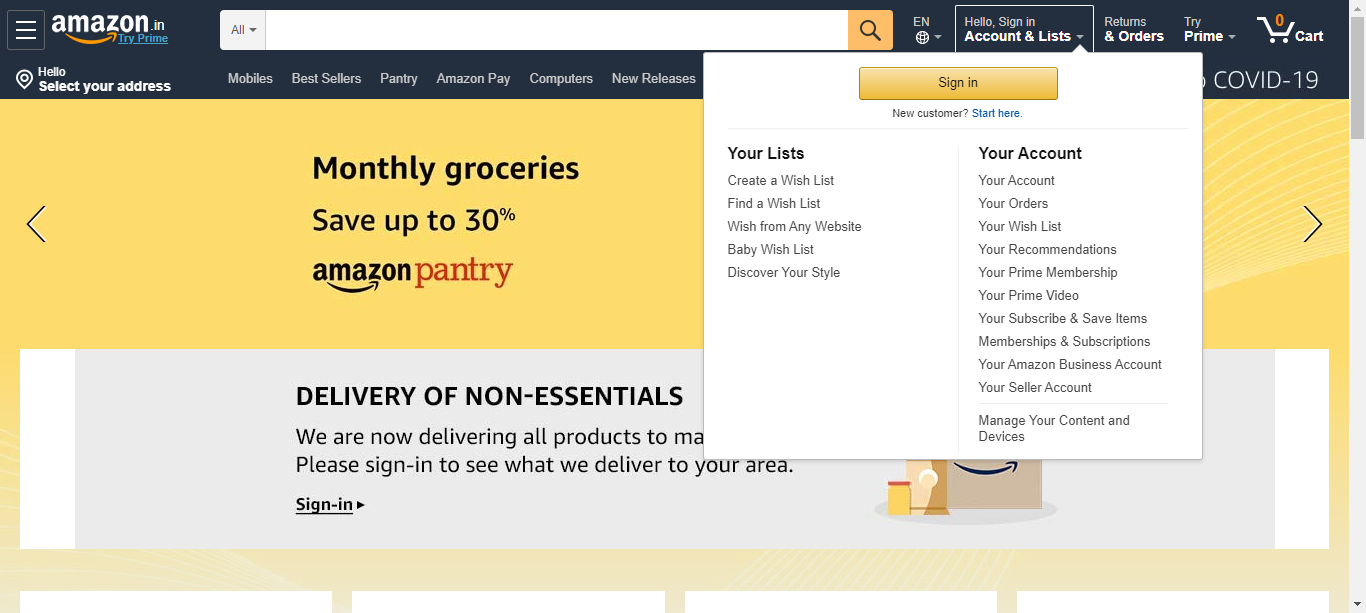 amazon.in
Try Prime
All
EN
Hello, Sign in
Account & Lists
Returns
& Orders
Try
Prime
0
Cart
Hello
Select your address
Mobiles
Best Sellers
Pantry
Amazon Pay
Computers
New Releases
COVID-19
Sign in
New customer? Start here.
Your Lists
Create a Wish List
Find a Wish List
Wish from Any Website
Baby Wish List
Discover Your Style
Your Account
Your Account
Your Orders
Your Wish List
Your Recommendations
Your Prime Membership
Your Prime Video
Your Subscribe & Save Items
Memberships & Subscriptions
Your Amazon Business Account
Your Seller Account
Manage Your Content and
Devices
Monthly groceries
Save up to 30%
amazon pantry
DELIVERY OF NON-ESSENTIALS
We are now delivering all products to
Please sign-in to see what we deliver to your area.
Sign-in